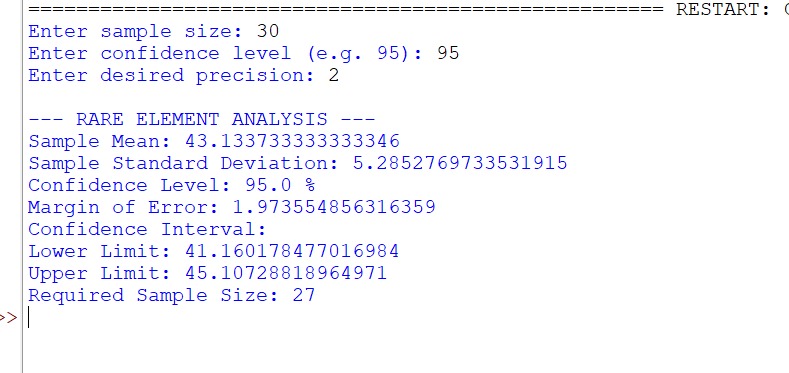 ===================================================== RESTART:
Enter sample size: 30
Enter confidence level (e.g. 95): 95
Enter desired precision: 2
--- RARE ELEMENT ANALYSIS ---
Sample Mean: 43.133733333333346
Sample Standard Deviation: 5.2852769733531915
Confidence Level: 95.0 %
Margin of Error: 1.973554856316359
Confidence Interval:
Lower Limit: 41.160178477016984
Upper Limit: 45.10728818964971
Required Sample Size: 27
>>